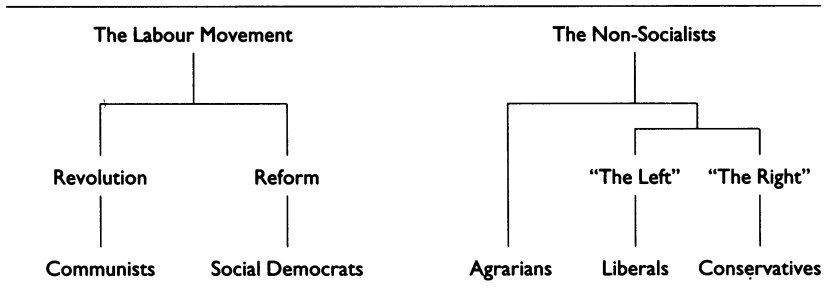 The Labour Movement
The Non-Socialists
Revolution
Reform
“The Left”
“The Right”
Communists
Social Democrats
Agrarians
Liberals
Conservatives